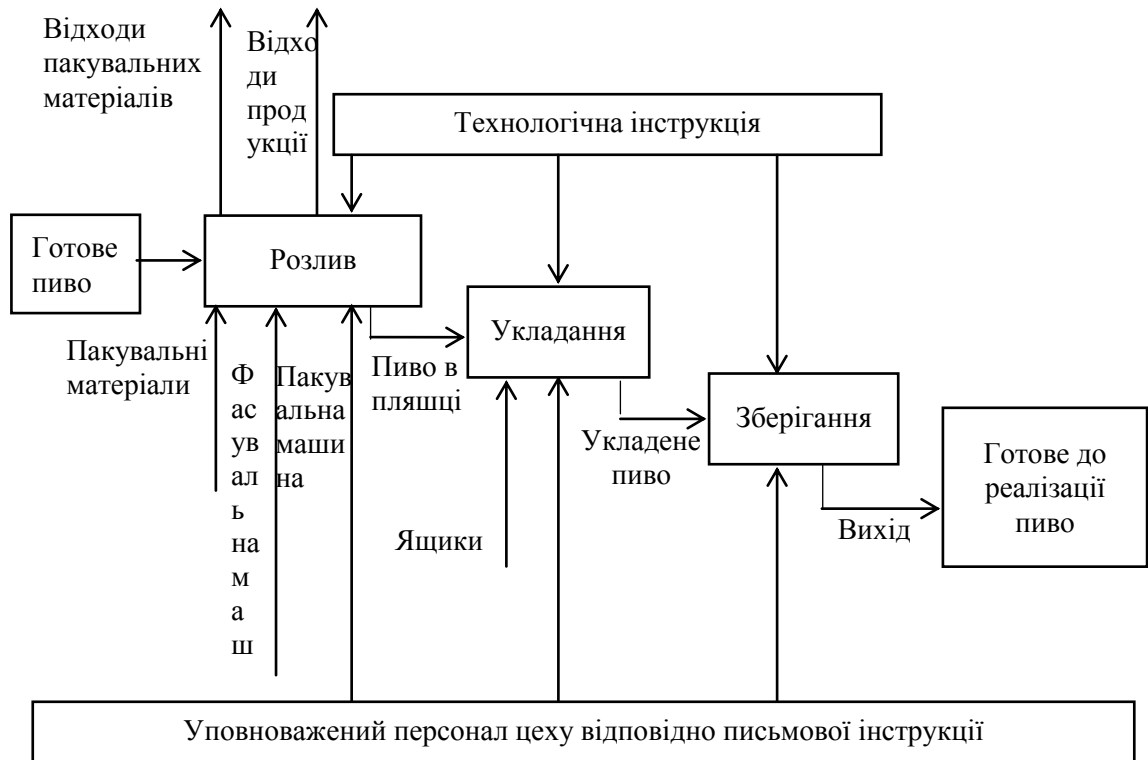 Відходи
пакувальних
матеріалів
Відхо
ди
прод
укції
Технологічна інструкція
Готове
пиво
Розлив
Укладання
Пакувальні
матеріали
Ф
ас
ув
ал
ь
на
м
а
ш
Пакув
альна
маши
на
Пиво в
пляшці
Зберігання
Укладене
пиво
Готове до
реалізації
пиво
Ящики
Вихід
Уповноважений персонал цеху відповідно письмової інструкції